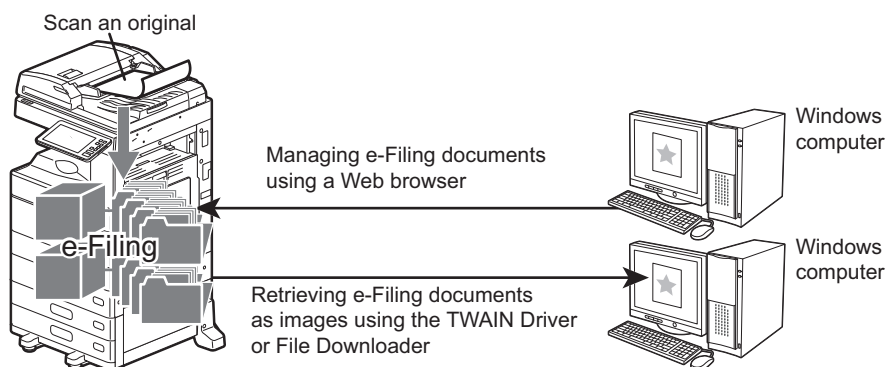 Scan an original
Windows
computer
Managing e-Filing documents
using a Web browser
e-Filing
Windows
computer
Retrieving e-Filing documents
as images using the TWAIN Driver
or File Downloader